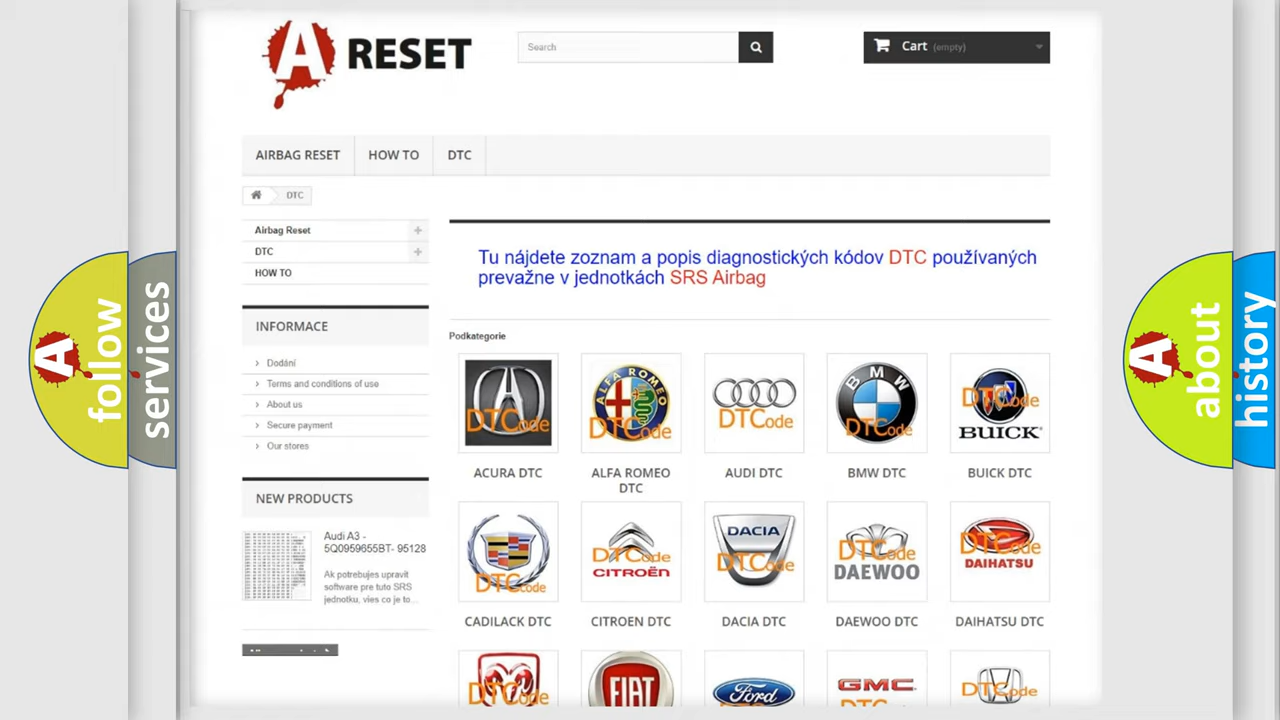 A RESET
Search
Cart (empty)
AIRBAG RESET
HOW TO
DTC
DTC
Airbag Reset
DTC
HOW TO
Tu nájdete zoznam a popis diagnostických kódov DTC používaných
prevažne v jednotkách SRS Airbag
INFORMACE
Podkategorie
Dodání
Terms and conditions of use
About us
Secure payment
Our stores
ALFA ROMEO
DTCode
DTCode
BMW
DTCode
DTCode
DTCode
BUICK
ACURA DTC
ALFA ROMEO
DTC
AUDI DTC
BMW DTC
BUICK DTC
NEW PRODUCTS
Audi A3 -
5Q0959655BT- 95128
Ak potrebujes upravit
software pre tuto SRS
jednotku, vies co je to...
DTCode
DTCode
CITROËN
DACIA
DTCode
DTCode
DAEWOO
DTCode
DAIHATSU
CADILACK DTC
CITROEN DTC
DACIA DTC
DAEWOO DTC
DAIHATSU DTC
DTCode
FIAT
Ford
GMC
DTCode
A follow
services
A about
history